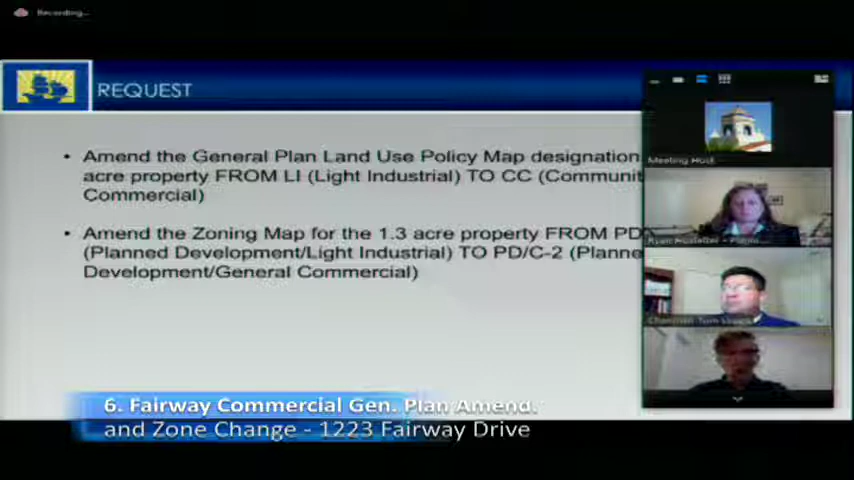 Recording...
REQUEST
• Amend the General Plan Land Use Policy Map designation
acre property FROM LI (Light Industrial) TO CC (Communit
Commercial)
• Amend the Zoning Map for the 1.3 acre property FROM PD
(Planned Development/Light Industrial) TO PD/C-2 (Planne
Development/General Commercial)
Meeting Host
Chairman Tom
6. Fairway Commercial Gen. Plan Amend.
and Zone Change - 1223 Fairway Drive